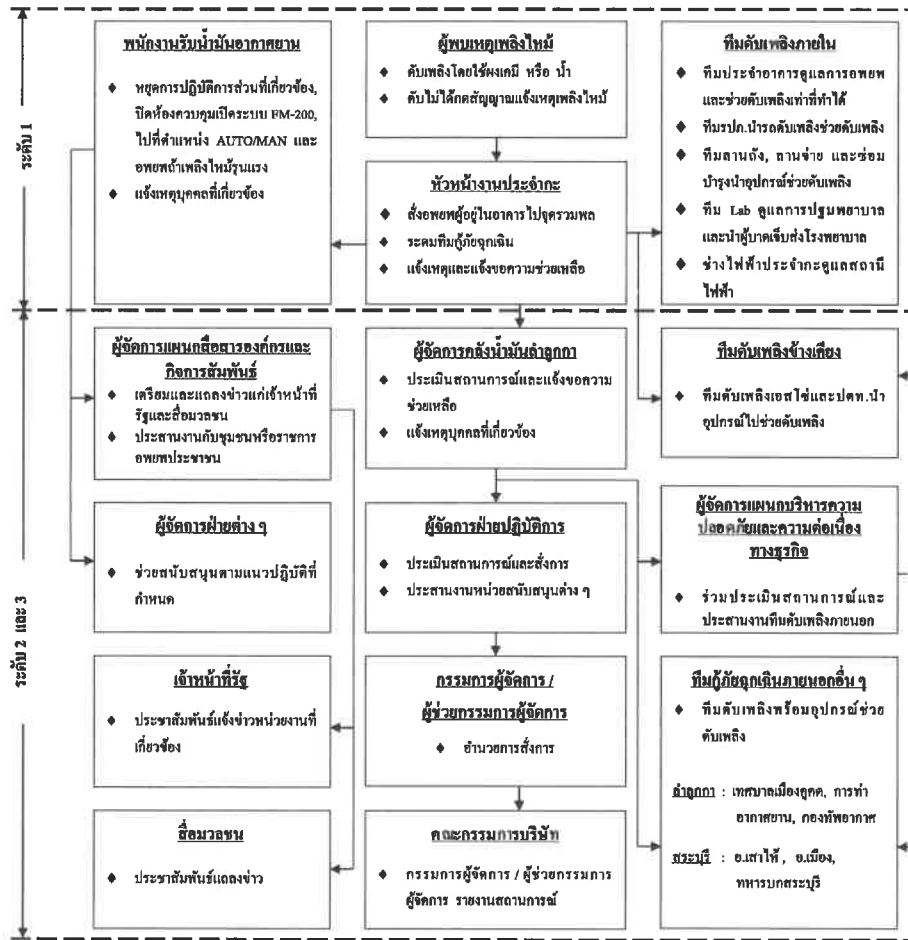 ระดับ 1
พนักงานรับน้ำมันอากาศยาน
◆ หยุดการปฏิบัติการส่วนที่เกี่ยวข้อง,
ปิดห้องควบคุมเปิดระบบ FM-200,
ไปที่ตำแหน่ง AUTO/MAN และ
อพยพถ้าเพลิงไหม้รุนแรง
◆ แจ้งเหตุบุคคลที่เกี่ยวข้อง
ผู้พบเหตุเพลิงไหม้
◆ ดับเพลิงโดยใช้ผงเคมี หรือ น้ำ
◆ ดับไม่ได้กดสัญญาณแจ้งเหตุเพลิงไหม้
หัวหน้างานประจำกะ
◆ สั่งอพยพผู้อยู่ในอาคารไปจุดรวมพล
◆ ระดมทีมกู้ภัยฉุกเฉิน
◆ แจ้งเหตุและแจ้งขอความช่วยเหลือ
ทีมดับเพลิงภายใน
◆ ทีมประจำอาคารดูแลการอพยพ
และช่วยดับเพลิงเท่าที่ทำได้
◆ ทีมรปภ.นำรถดับเพลิงช่วยดับเพลิง
◆ ทีมลานถัง, ลานจ่าย และซ่อม
บำรุงนำอุปกรณ์ช่วยดับเพลิง
◆ ทีม Lab ดูแลการปฐมพยาบาล
และนำผู้บาดเจ็บส่งโรงพยาบาล
◆ ช่างไฟฟ้าประจำกะดูแลสถานี
ไฟฟ้า
ระดับ 2 และ 3
ผู้จัดการแผนกสื่อสารองค์กรและ
กิจการสัมพันธ์
◆ เตรียมและแถลงข่าวแก่เจ้าหน้าที่
รัฐและสื่อมวลชน
◆ ประสานงานกับชุมชนหรือราชการ
อพยพประชาชน
ผู้จัดการคลังน้ำมันลำลูกกา
◆ ประเมินสถานการณ์และแจ้งขอความ
ช่วยเหลือ
◆ แจ้งเหตุบุคคลที่เกี่ยวข้อง
ทีมดับเพลิงข้างเคียง
◆ ทีมดับเพลิงเอสโซ่และปตท.นำ
อุปกรณ์ไปช่วยดับเพลิง
ผู้จัดการฝ่ายต่าง ๆ
◆ ช่วยสนับสนุนตามแนวปฏิบัติที่
กำหนด
ผู้จัดการฝ่ายปฏิบัติการ
◆ ประเมินสถานการณ์และสั่งการ
◆ ประสานงานหน่วยสนับสนุนต่าง ๆ
ผู้จัดการแผนกบริหารความ
ปลอดภัยและความต่อเนื่อง
ทางธุรกิจ
◆ ร่วมประเมินสถานการณ์และ
ประสานงานทีมดับเพลิงภายนอก
เจ้าหน้าที่รัฐ
◆ ประชาสัมพันธ์แจ้งข่าวหน่วยงานที่
เกี่ยวข้อง
กรรมการผู้จัดการ /
ผู้ช่วยกรรมการผู้จัดการ
◆ อำนวยการสั่งการ
ทีมกู้ภัยฉุกเฉินภายนอกอื่น ๆ
◆ ทีมดับเพลิงพร้อมอุปกรณ์ช่วย
ดับเพลิง
ลำลูกกา : เทศบาลเมืองคูคต, การท่า
อากาศยาน, กองทัพอากาศ
สระบุรี : อ.เสาไห้ , อ.เมือง,
ทหารบกสระบุรี
สื่อมวลชน
◆ ประชาสัมพันธ์แถลงข่าว
คณะกรรมการบริษัท
◆ กรรมการผู้จัดการ / ผู้ช่วยกรรมการ
ผู้จัดการ รายงานสถานการณ์